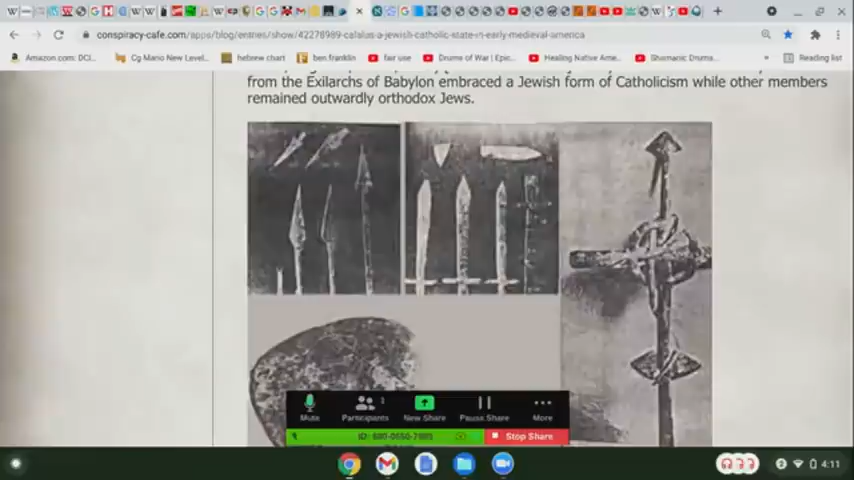 conspiracy-cafe.com/apps/blog/entries/show/42278989-calalus-a-jewish-catholic-state-in-early-medieval-america
Amazon.com: DCI...
Cg Mario New Level...
hebrew chart
ben franklin
fair use
Drums of War | Epic...
Healing Native Ame...
Shamanic Drums...
Reading list
from the Exilarchs of Babylon embraced a Jewish form of Catholicism while other members
remained outwardly orthodox Jews.
Mute
Participants
New Share
Pause Share
More
Stop Share
4:11